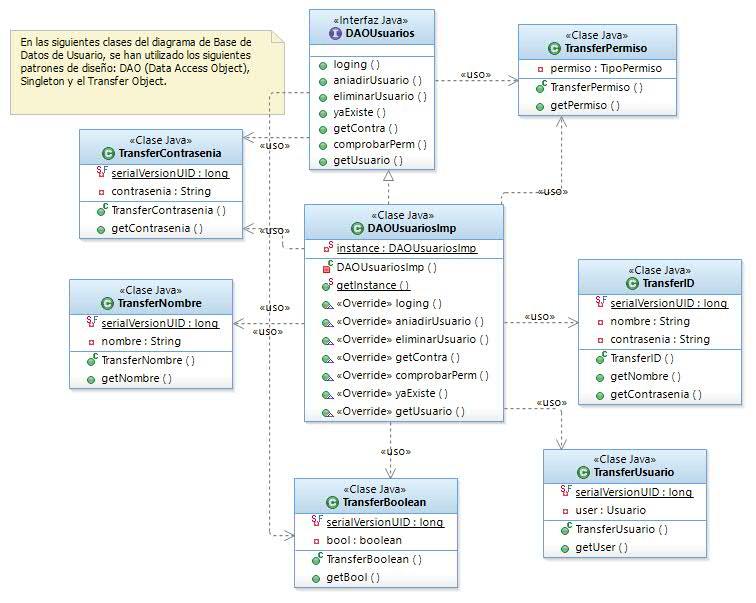 En las siguientes clases del diagrama de Base de
Datos de Usuario, se han utilizado los siguientes
patrones de diseño: DAO (Data Access Object),
Singleton y el Transfer Object.
«Interfaz Java»
DAOUsuarios
loging ( )
aniadirUsuario ( )
eliminarUsuario ( )
yaExiste ( )
getContra ( )
comprobarPerm ( )
getUsuario ( )
«uso»
«Clase Java»
TransferPermiso
permiso : TipoPermiso
TransferPermiso ( )
getPermiso ( )
«Clase Java»
TransferContrasenia
serialVersionUID : long
contrasenia : String
TransferContrasenia ( )
getContrasenia ( )
«uso»
«uso»
«uso»
«Clase Java»
DAOUsuariosImp
instance : DAOUsuariosImp
DAOUsuariosImp ( )
getInstance ( )
«Override» loging ( )
«Override» aniadirUsuario ( )
«Override» eliminarUsuario ( )
«Override» getContra ( )
«Override» comprobarPerm ( )
«Override» yaExiste ( )
«Override» getUsuario ( )
«Clase Java»
TransferNombre
serialVersionUID : long
nombre : String
TransferNombre ( )
getNombre ( )
«uso»
«uso»
«uso»
«Clase Java»
TransferID
serialVersionUID : long
nombre : String
contrasenia : String
TransferID ( )
getNombre ( )
getContrasenia ( )
«uso»
«uso»
«Clase Java»
TransferBoolean
serialVersionUID : long
bool : boolean
TransferBoolean ( )
getBool ( )
«Clase Java»
TransferUsuario
serialVersionUID : long
user : Usuario
TransferUsuario ( )
getUser ( )